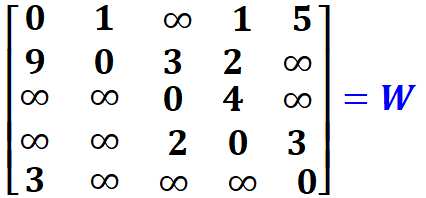 0 1 ∞ 1 5
9 0 3 2 ∞
∞ ∞ 0 4 ∞ = W
∞ ∞ 2 0 3
3 ∞ ∞ ∞ 0